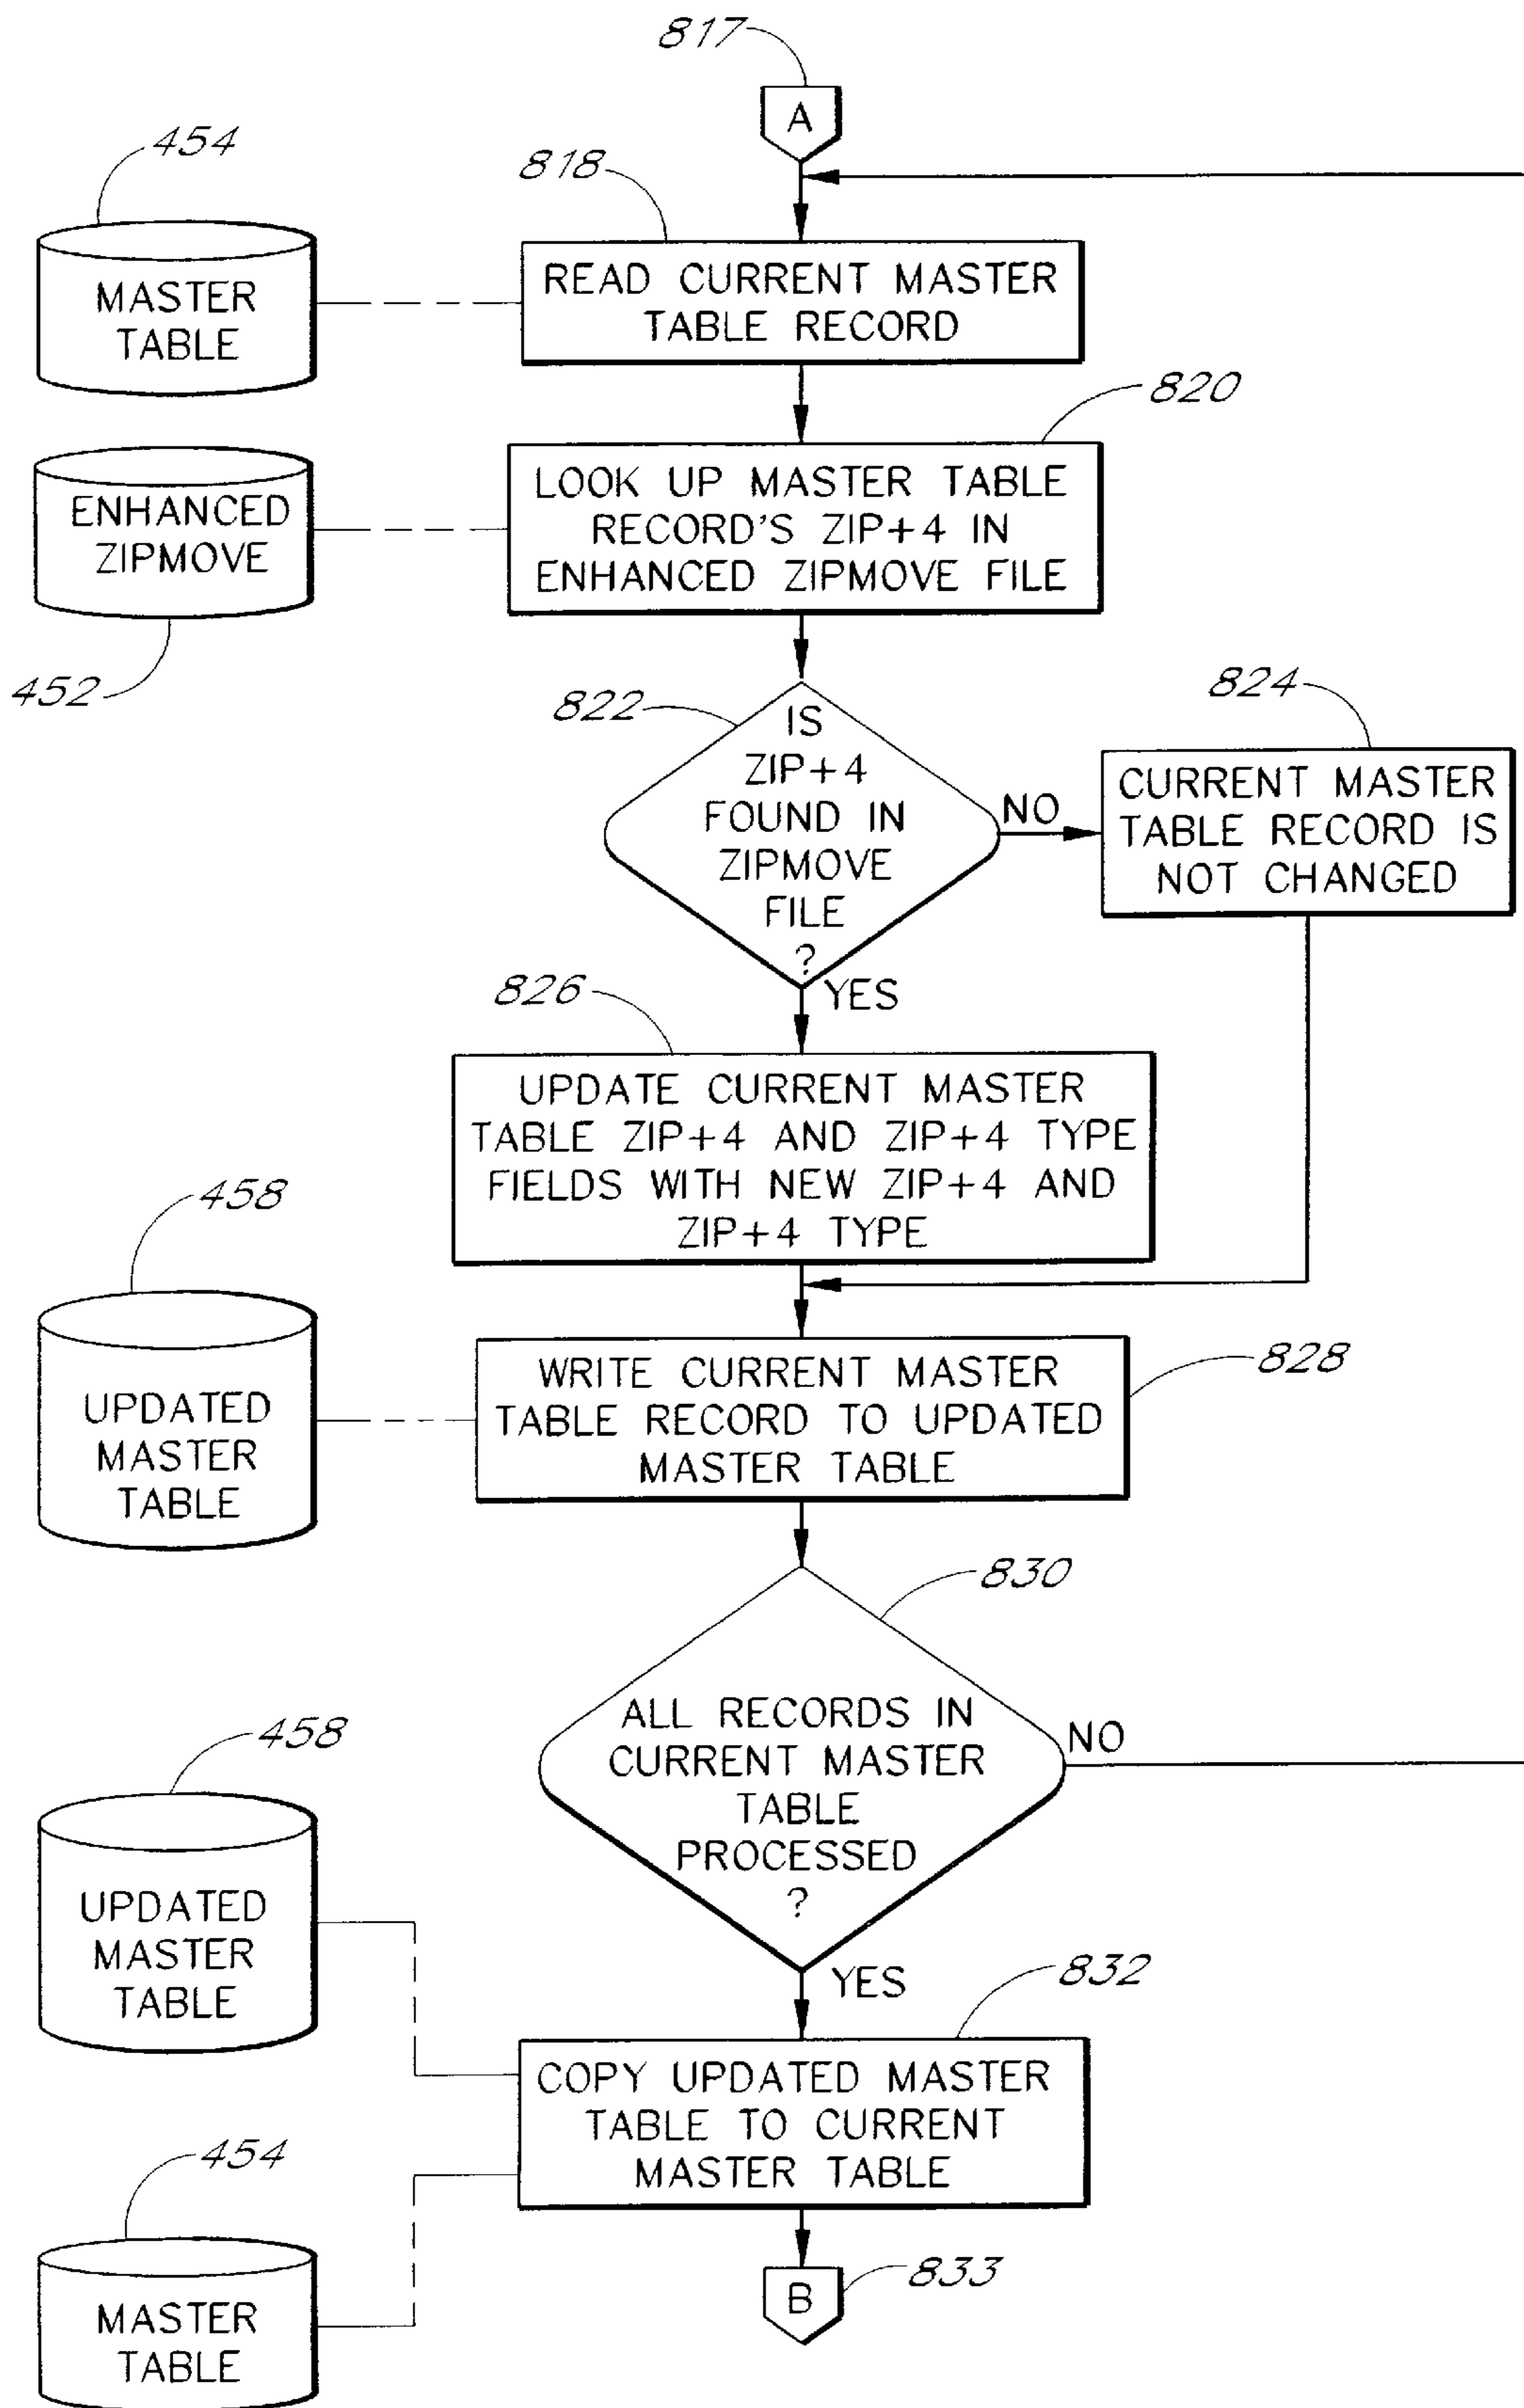 817
A
454
818
MASTER
TABLE
READ CURRENT MASTER
TABLE RECORD
820
ENHANCED
ZIPMOVE
LOOK UP MASTER TABLE
RECORD'S ZIP+4 IN
ENHANCED ZIPMOVE FILE
452
822
IS
ZIP+4
FOUND IN
ZIPMOVE
FILE
?
NO
824
CURRENT MASTER
TABLE RECORD IS
NOT CHANGED
YES
826
UPDATE CURRENT MASTER
TABLE ZIP+4 AND ZIP+4 TYPE
FIELDS WITH NEW ZIP+4 AND
ZIP+4 TYPE
458
UPDATED
MASTER
TABLE
WRITE CURRENT MASTER
TABLE RECORD TO UPDATED
MASTER TABLE
828
830
ALL RECORDS IN
CURRENT MASTER
TABLE
PROCESSED
?
NO
458
UPDATED
MASTER
TABLE
YES
832
COPY UPDATED MASTER
TABLE TO CURRENT
MASTER TABLE
454
MASTER
TABLE
B
833